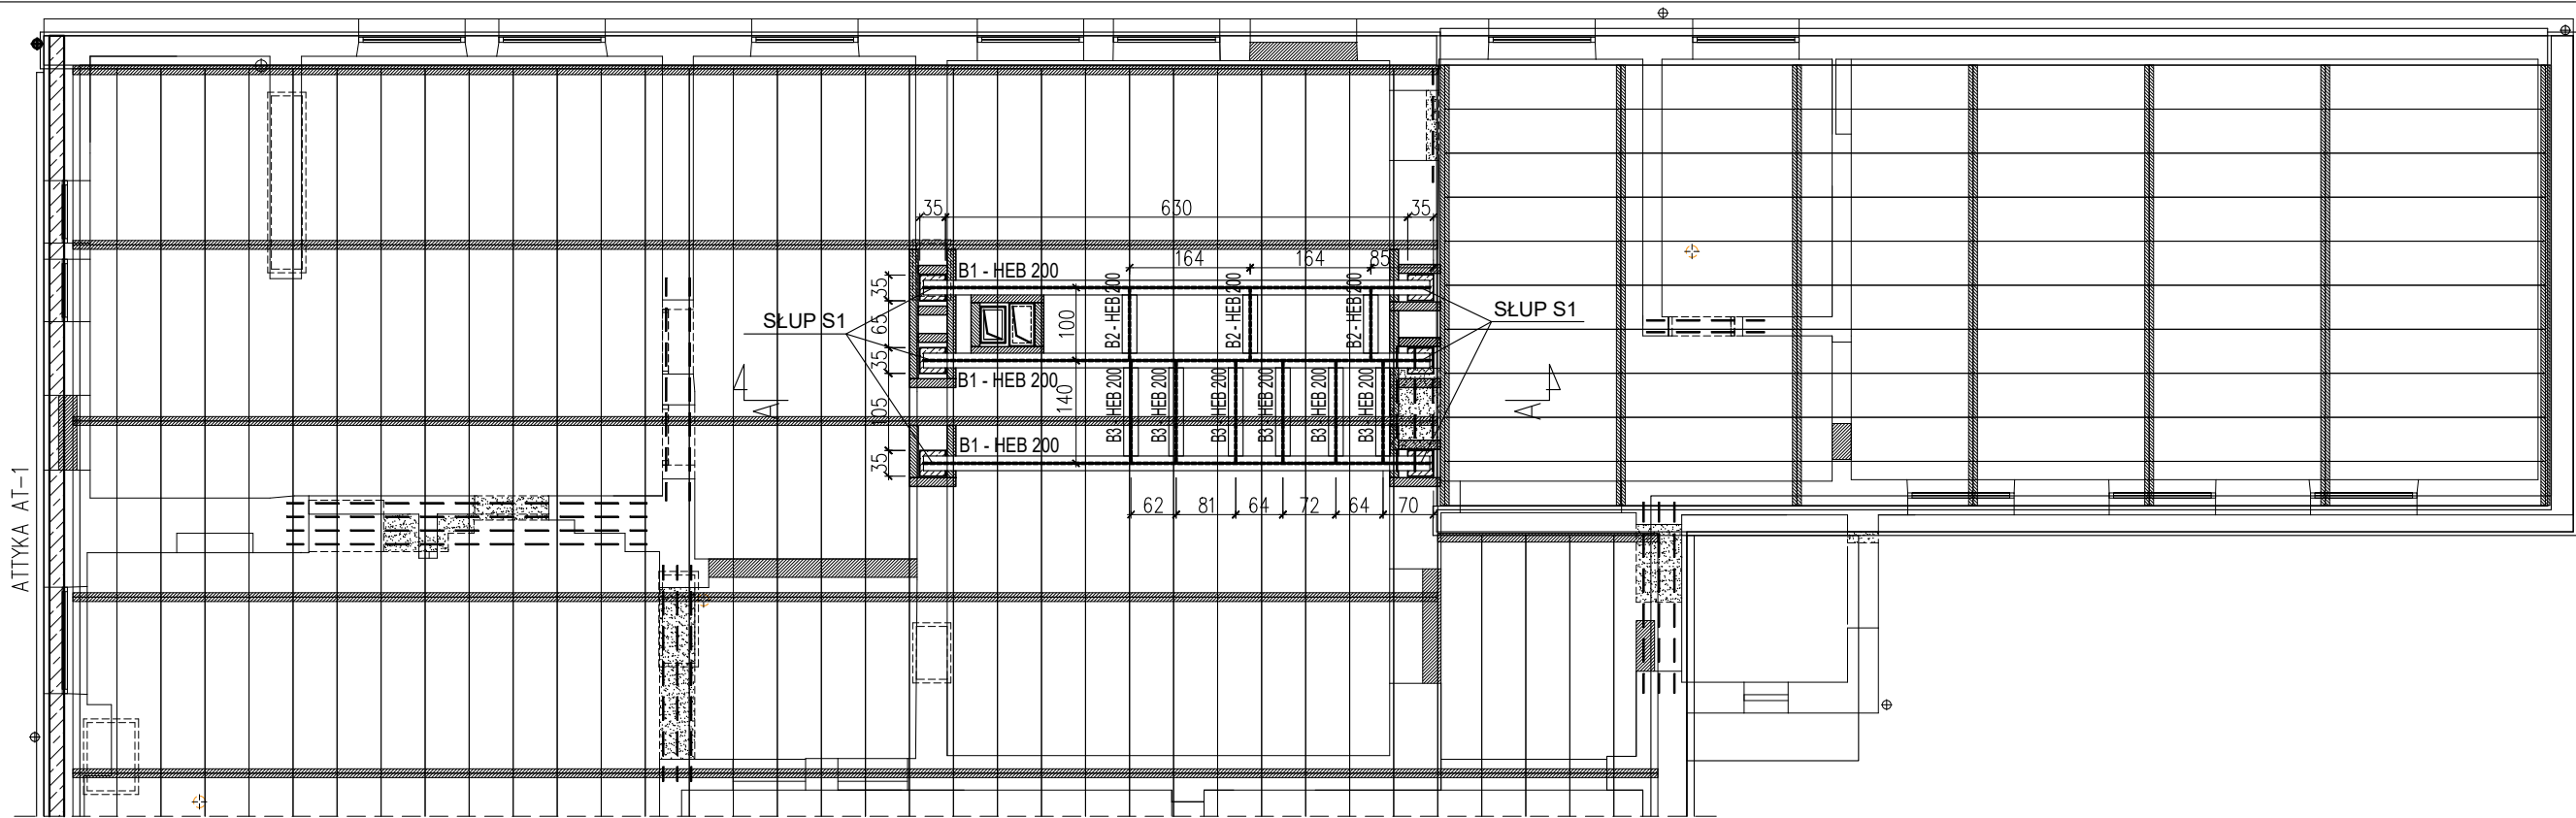 35
630
35
164
164
85
B1 - HEB 200
35
65
35
105
35
SŁUP S1
SŁUP S1
B2 - HEB 200
B2 - HEB 200
B2 - HEB 200
100
140
B1 - HEB 200
B3 - HEB 200
B3 - HEB 200
B3 - HEB 200
B3 - HEB 200
B3 - HEB 200
B3 - HEB 200
A
A
B1 - HEB 200
62
81
64
72
64
70
ATTYKA AT-1